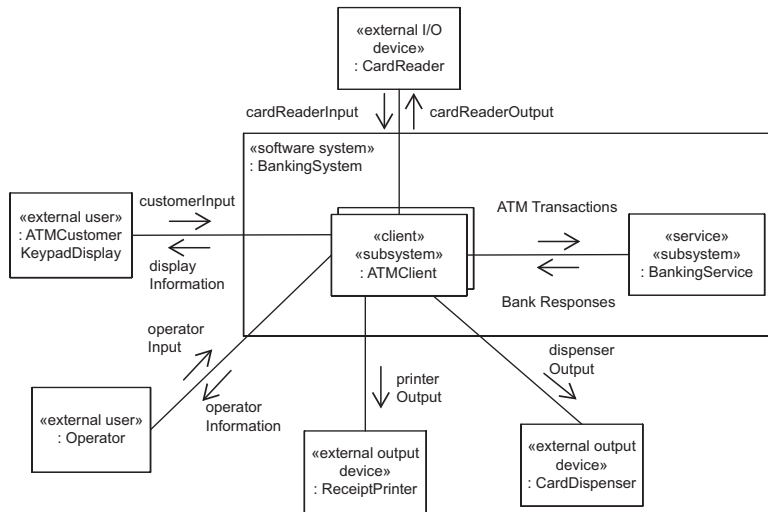 «external I/O
device»
: CardReader
cardReaderInput
cardReaderOutput
«software system»
: BankingSystem
customerInput
«external user»
: ATMCustomer
KeypadDisplay
display
Information
«client»
«subsystem»
: ATMClient
ATM Transactions
«service»
«subsystem»
: BankingService
Bank Responses
operator
Input
operator
Information
«external user»
: Operator
printer
Output
«external output
device»
: ReceiptPrinter
dispenser
Output
«external output
device»
: CardDispenser